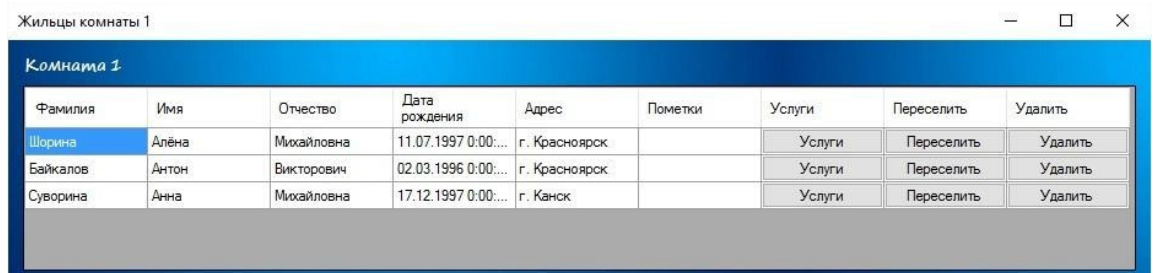 Жильцы комнаты 1
Комната 1
Фамилия Имя Отчество Дата рождения Адрес Пометки Услуги Переселить Удалить
Шорина Алёна Михайловна 11.07.1997 0:00:... г. Красноярск Услуги Переселить Удалить
Байкалов Антон Викторович 02.03.1996 0:00:... г. Красноярск Услуги Переселить Удалить
Суворина Анна Михайловна 17.12.1997 0:00:... г. Канск Услуги Переселить Удалить